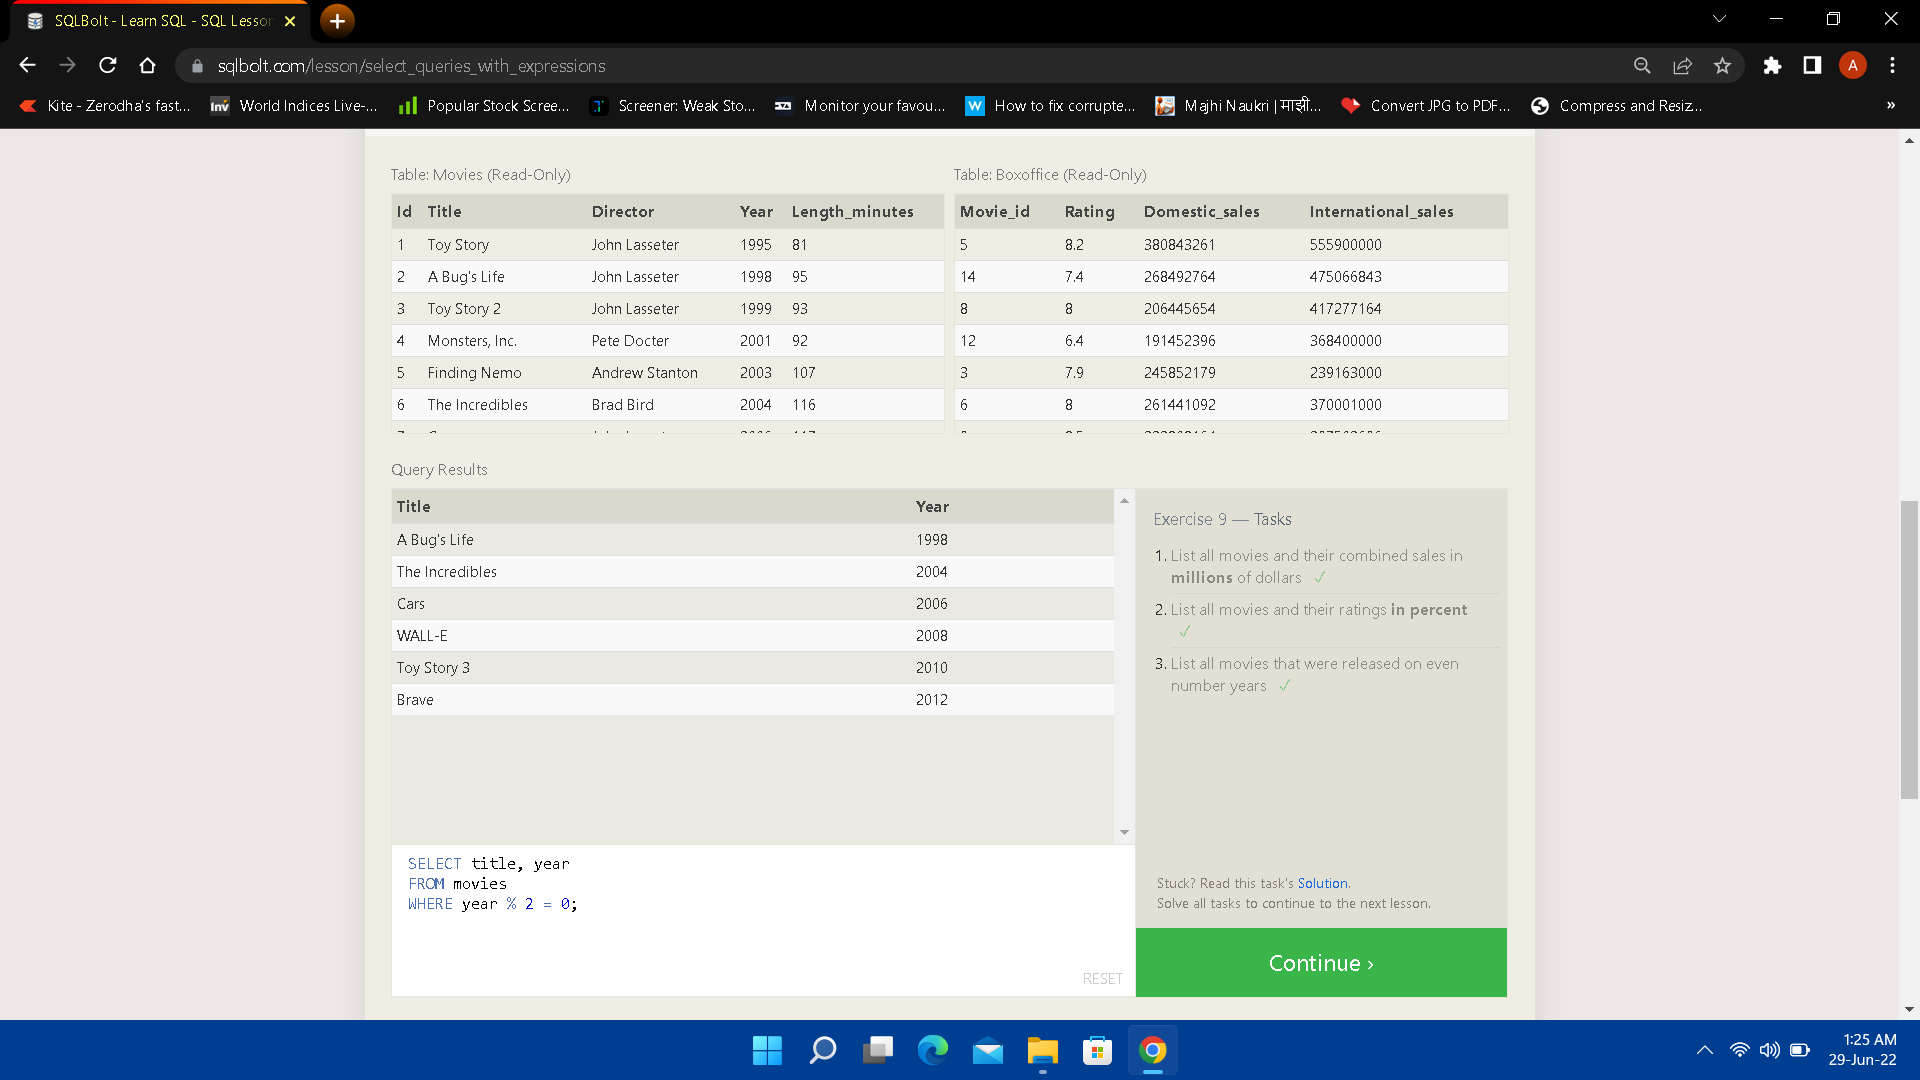 SQLBolt - Learn SQL - SQL Lesson
sqlbolt.com/lesson/select_queries_with_expressions
A
Kite - Zerodha's fast...
World Indices Live-...
Popular Stock Scree...
Screener: Weak Sto...
Monitor your favou...
How to fix corrupte...
Majhi Naukri | माझी...
Convert JPG to PDF...
Compress and Resiz...
Table: Movies (Read-Only)
Id Title Director Year Length_minutes
1 Toy Story John Lasseter 1995 81
2 A Bug's Life John Lasseter 1998 95
3 Toy Story 2 John Lasseter 1999 93
4 Monsters, Inc. Pete Docter 2001 92
5 Finding Nemo Andrew Stanton 2003 107
6 The Incredibles Brad Bird 2004 116
Table: Boxoffice (Read-Only)
Movie_id Rating Domestic_sales International_sales
5 8.2 380843261 555900000
14 7.4 268492764 475066843
8 8 206445654 417277164
12 6.4 191452396 368400000
3 7.9 245852179 239163000
6 8 261441092 370001000
Query Results
Title Year
A Bug's Life 1998
The Incredibles 2004
Cars 2006
WALL-E 2008
Toy Story 3 2010
Brave 2012
SELECT title, year
FROM movies
WHERE year % 2 = 0;
RESET
Exercise 9 — Tasks
1. List all movies and their combined sales in
millions of dollars ✓
2. List all movies and their ratings in percent
✓
3. List all movies that were released on even
number years ✓
Stuck? Read this task's Solution.
Solve all tasks to continue to the next lesson.
Continue ›
1:25 AM
29-Jun-22